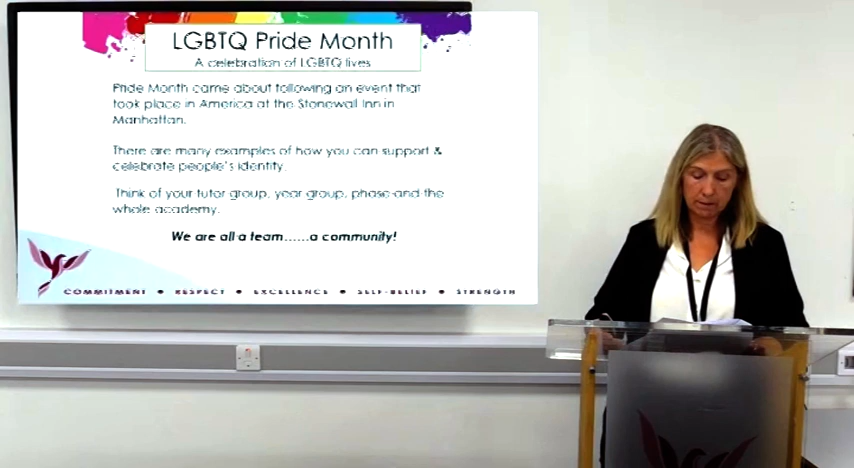 LGBTQ Pride Month
A celebration of LGBTQ lives
Pride Month came about following an event that
took place in America at the Stonewall Inn in
Manhattan.
There are many examples of how you can support &
celebrate people's identity.
Think of your tutor group, year group, phase and the
whole academy.
We are all a team......a community!
COMMITMENT • RESPECT • EXCELLENCE • SELF-BELIEF • STRENGTH